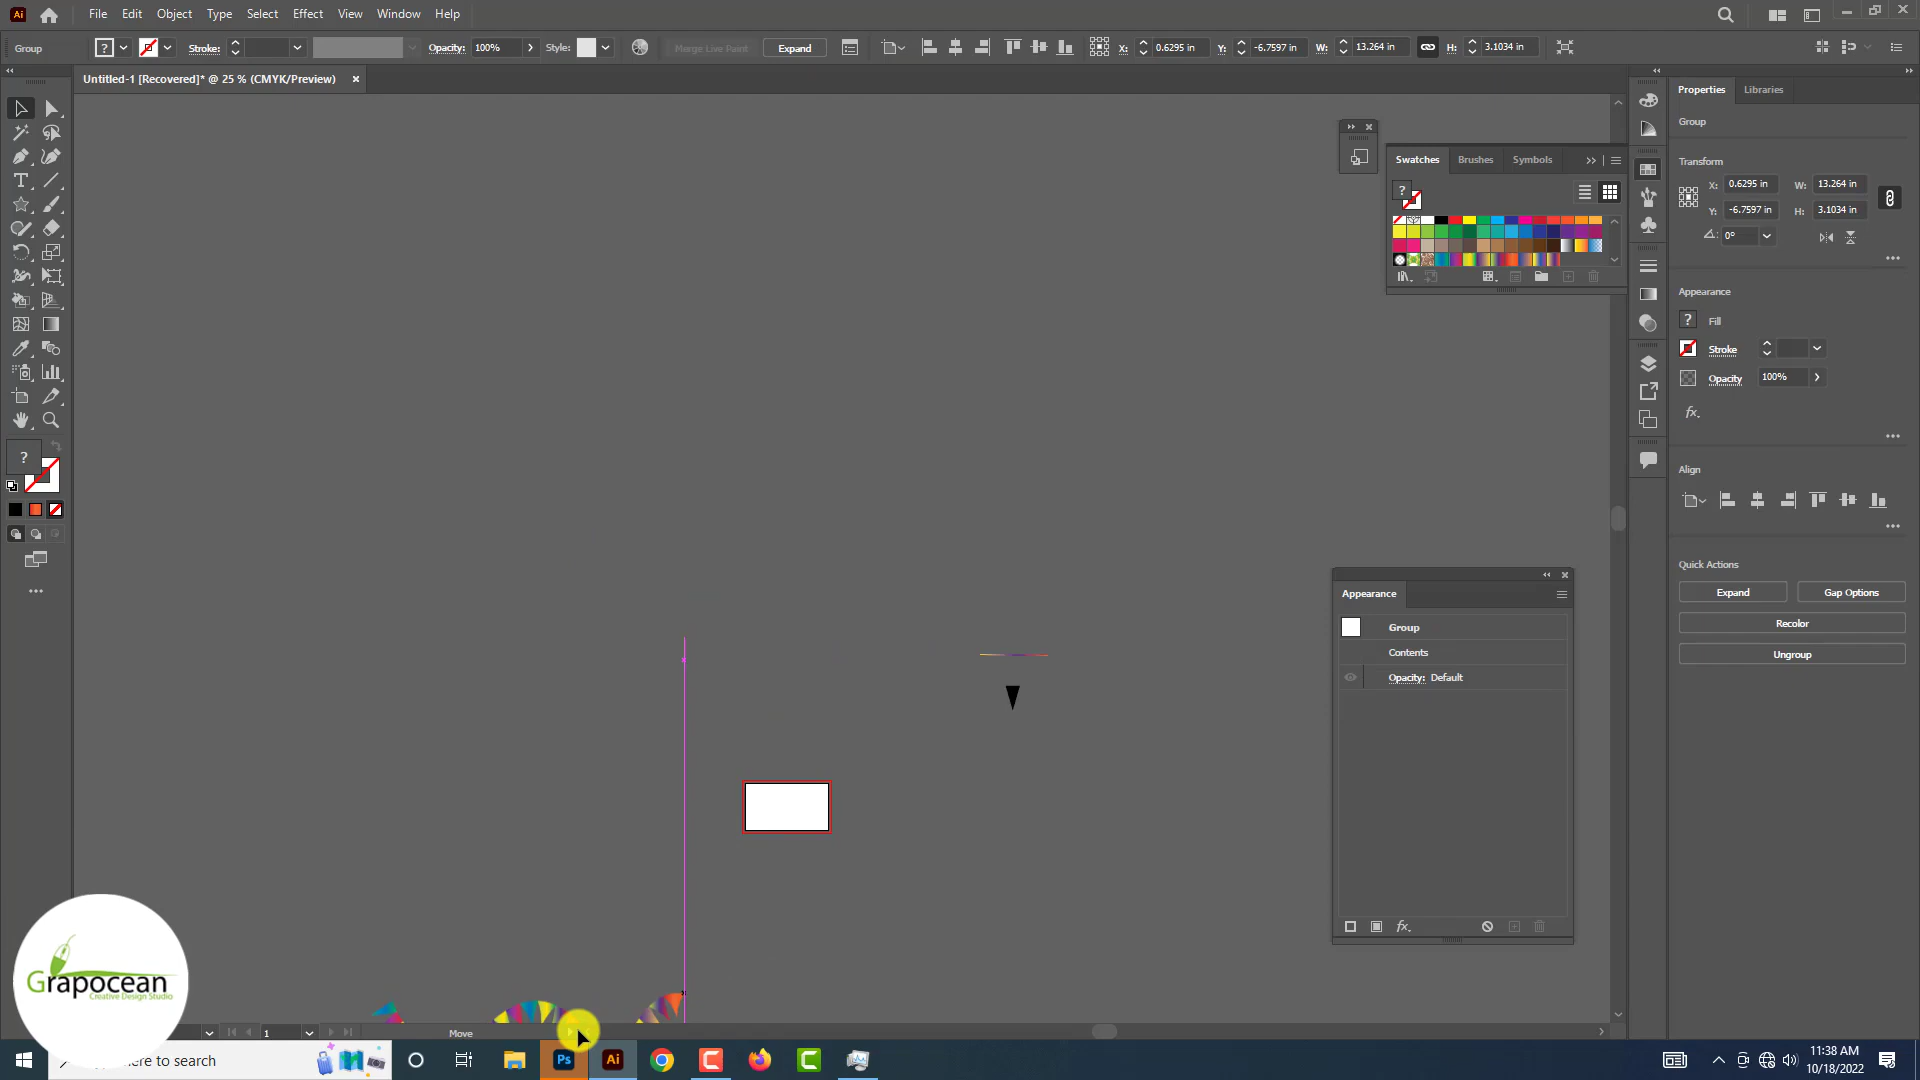 File Edit Object Type Select Effect View Window Help
Group Stroke: Opacity: 100% Style: Merge Live Paint Expand X: 0.6295 in Y: -6.7597 in W: 13.264 in H: 3.1034 in
Untitled-1 [Recovered]* @ 25 % (CMYK/Preview)
Swatches Brushes Symbols
Properties Libraries
Group
Transform
X: 0.6295 in W: 13.264 in
Y: -6.7597 in H: 3.1034 in
0°
Appearance
? Fill
Stroke
Opacity 100%
fx.
Align
Quick Actions
Expand Gap Options
Recolor
Ungroup
Appearance
Group
Contents
Opacity: Default
fx.
Grapocean
Creative Design Studio
1 Move
here to search
Ps Ai
11:38 AM
10/18/2022